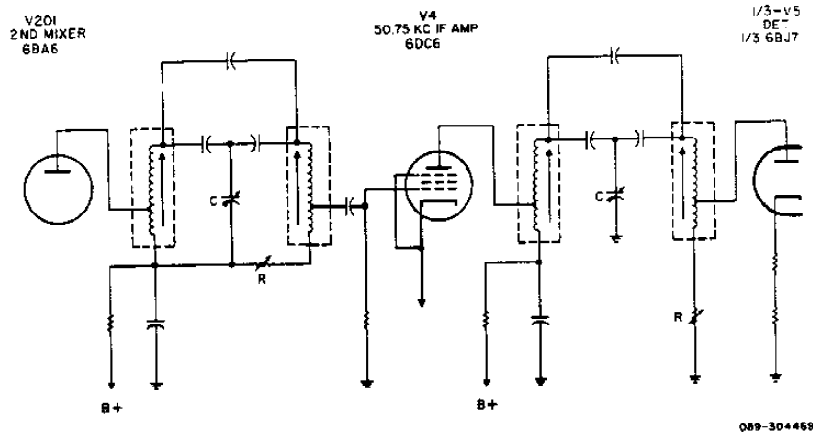 V201
2ND MIXER
6BA6
V4
50.75 KC IF AMP
6DC6
1/3-V5
DET
1/3 6BJ7
C
R
B+
C
R
B+
089-304469